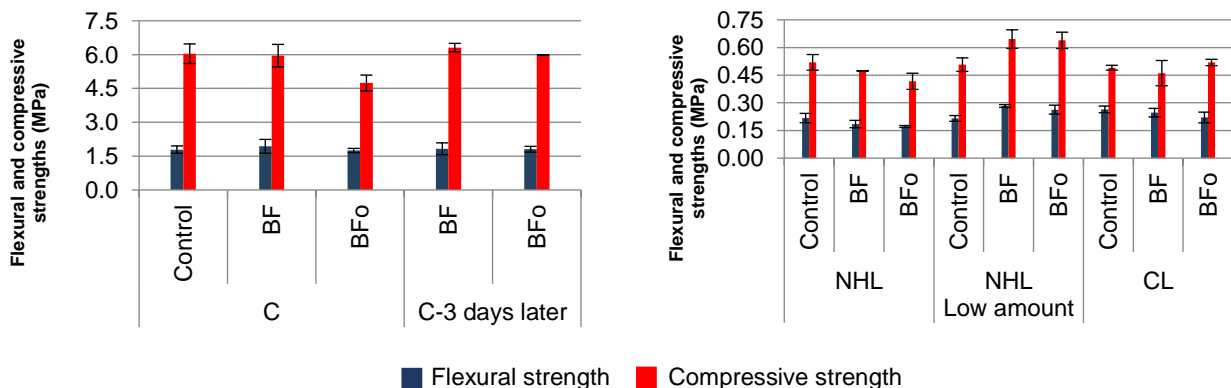 Flexural and compressive
strengths (MPa)
7.5
6.0
4.5
3.0
1.5
0.0
Control
BF
BFo
BF
BFo
C
C-3 days later
Flexural and compressive
strengths (MPa)
0.75
0.60
0.45
0.30
0.15
0.00
Control
BF
BFo
Control
BF
BFo
Control
BF
BFo
NHL
NHL
Low amount
CL
Flexural strength
Compressive strength